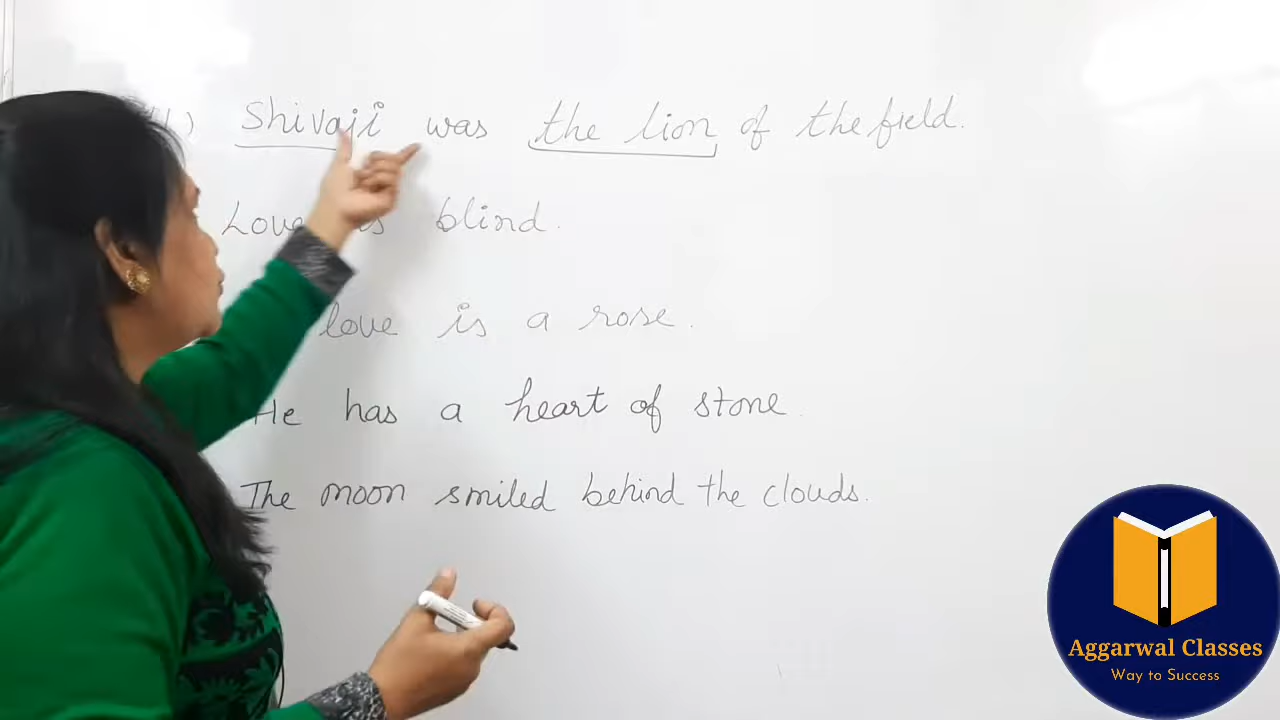 Shivaji was the lion of the field.
Love is blind.
love is a rose.
He has a heart of stone.
The moon smiled behind the clouds.
Aggarwal Classes
Way to Success